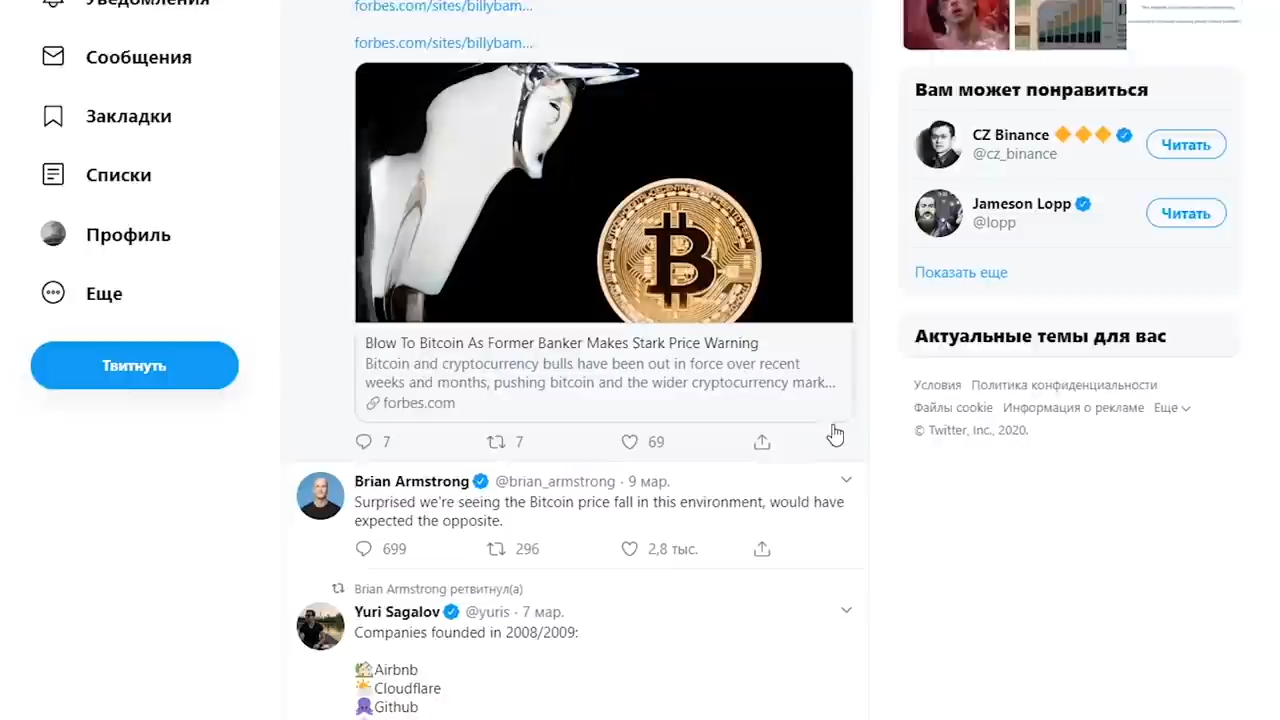 Уведомления
Сообщения
Закладки
Списки
Профиль
Еще
Твитнуть
forbes.com/sites/billybam...
forbes.com/sites/billybam...
Blow To Bitcoin As Former Banker Makes Stark Price Warning
Bitcoin and cryptocurrency bulls have been out in force over recent
weeks and months, pushing bitcoin and the wider cryptocurrency mark...
forbes.com
7 7 69
Brian Armstrong @brian_armstrong · 9 мар.
Surprised we're seeing the Bitcoin price fall in this environment, would have
expected the opposite.
699 296 2,8 тыс.
Brian Armstrong ретвитнул(а)
Yuri Sagalov @yuris · 7 мар.
Companies founded in 2008/2009:
Airbnb
Cloudflare
Github
Вам может понравиться
CZ Binance
@cz_binance
Читать
Jameson Lopp
@lopp
Читать
Показать еще
Актуальные темы для вас
Условия Политика конфиденциальности
Файлы cookie Информация о рекламе Еще
© Twitter, Inc., 2020.